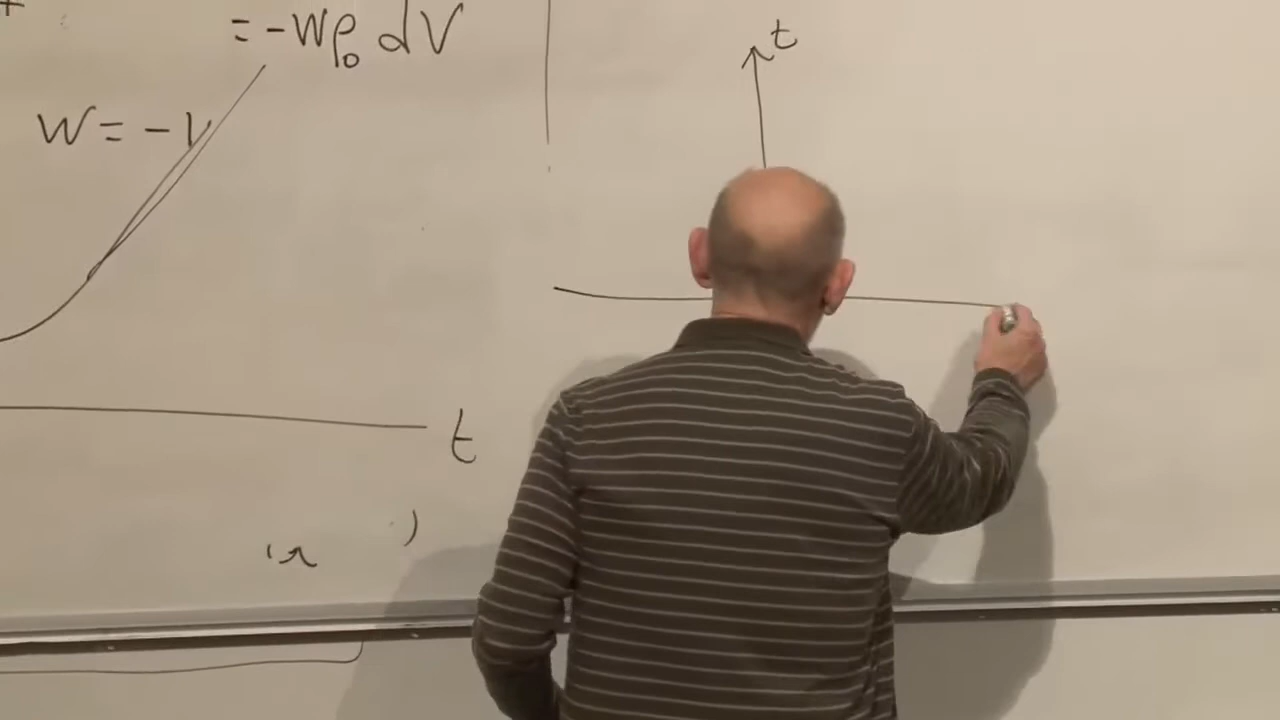 = -Wρ₀ dV
W = -1
t
t